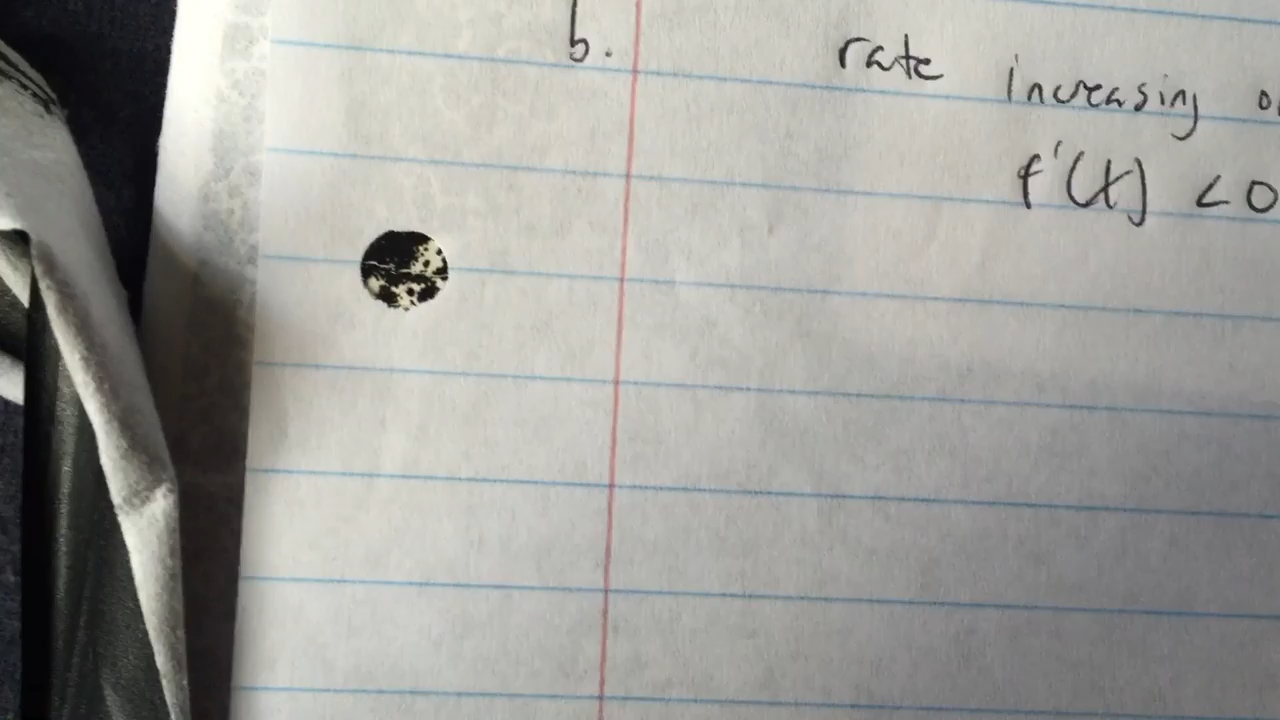 b. rate increasing
f'(t) <0